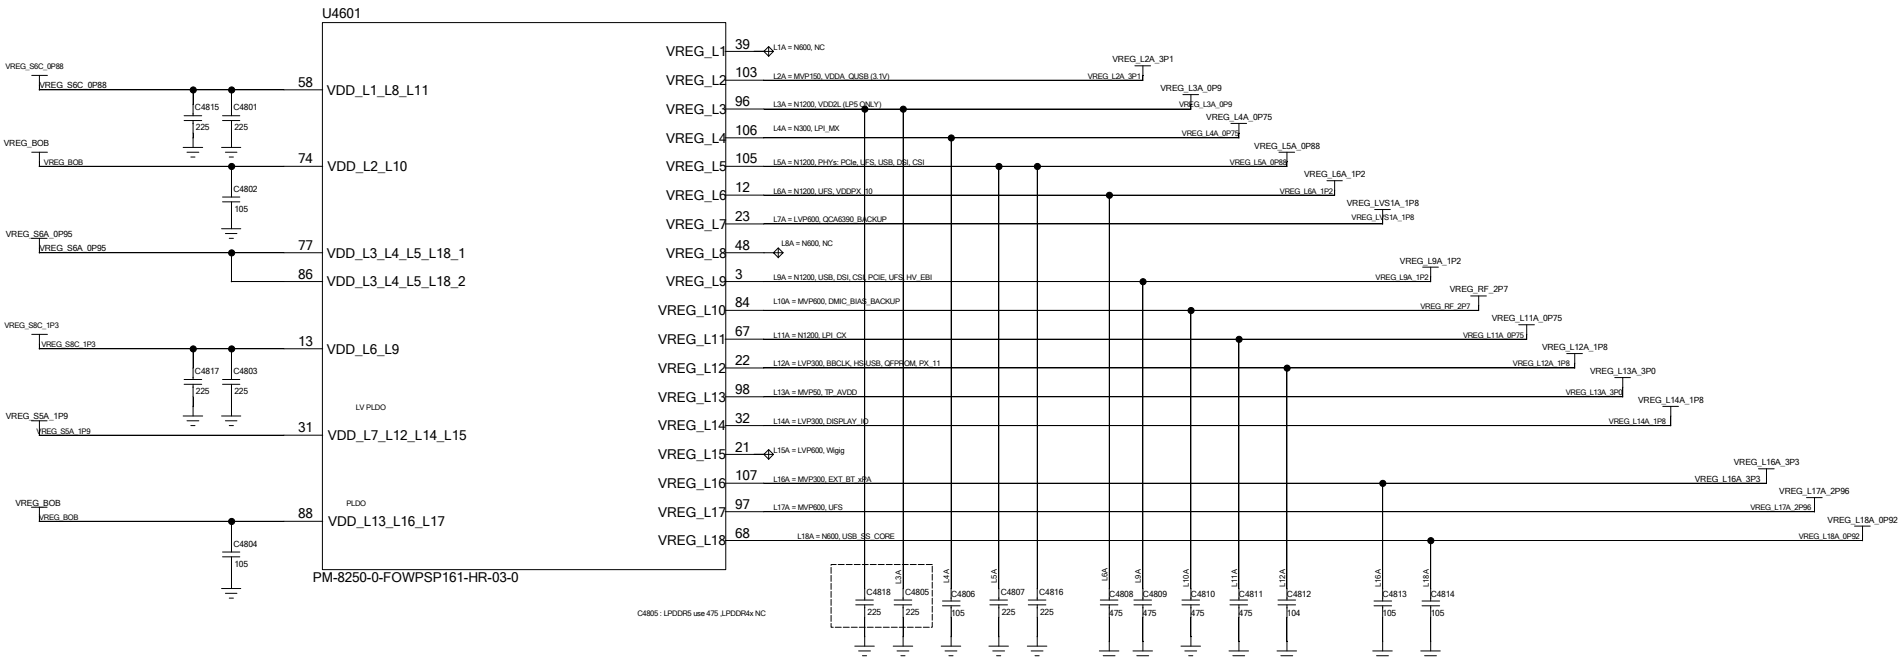 U4601
VREG_S6C_0P88
VREG_S6C_0P88
58
VDD_L1_L8_L11
C4815
225
C4801
225
VREG_BOB
VREG_BOB
74
VDD_L2_L10
C4802
105
VREG_S6A_0P95
VREG_S6A_0P95
77
VDD_L3_L4_L5_L18_1
86
VDD_L3_L4_L5_L18_2
VREG_S8C_1P3
VREG_S8C_1P3
13
VDD_L6_L9
C4817
225
C4803
225
LV PLDO
VREG_S5A_1P9
VREG_S5A_1P9
31
VDD_L7_L12_L14_L15
PLDO
VREG_BOB
VREG_BOB
88
VDD_L13_L16_L17
C4804
105
PM-8250-0-FOWPSP161-HR-03-0
VREG_L1 39 L1A = N600, NC
VREG_L2 103 L2A = MVP150, VDDA_QUSB (3.1V) VREG_L2A_3P1 VREG_L2A_3P1
VREG_L3 96 L3A = N1200, VDD2L (LP5 ONLY) VREG_L3A_0P9 VREG_L3A_0P9
VREG_L4 106 L4A = N300, LPI_MX VREG_L4A_0P75 VREG_L4A_0P75
VREG_L5 105 L5A = N1200, PHYs: PCIe, UFS, USB, DSI, CSI VREG_L5A_0P88 VREG_L5A_0P88
VREG_L6 12 L6A = N1200, UFS, VDDPX_10 VREG_L6A_1P2 VREG_L6A_1P2
VREG_L7 23 L7A = LVP600, QCA6390_BACKUP VREG_LVS1A_1P8 VREG_LVS1A_1P8
VREG_L8 48 L8A = N600, NC
VREG_L9 3 L9A = N1200, USB, DSI, CSI, PCIE, UFS_HV_EBI VREG_L9A_1P2 VREG_L9A_1P2
VREG_L10 84 L10A = MVP600, DMIC_BIAS_BACKUP VREG_RF_2P7 VREG_RF_2P7
VREG_L11 67 L11A = N1200, LPI_CX VREG_L11A_0P75 VREG_L11A_0P75
VREG_L12 22 L12A = LVP300, BBCLK, HS-USB, QFPROM, PX_11 VREG_L12A_1P8 VREG_L12A_1P8
VREG_L13 98 L13A = MVP50, TP_AVDD VREG_L13A_3P0 VREG_L13A_3P0
VREG_L14 32 L14A = LVP300, DISPLAY_IO VREG_L14A_1P8 VREG_L14A_1P8
VREG_L15 21 L15A = LVP600, Wigig
VREG_L16 107 L16A = MVP300, EXT_BT_xPA VREG_L16A_3P3 VREG_L16A_3P3
VREG_L17 97 L17A = MVP600, UFS VREG_L17A_2P96 VREG_L17A_2P96
VREG_L18 68 L18A = N600, USB_SS_CORE VREG_L18A_0P92 VREG_L18A_0P92
L3A L4A L5A L6A L9A L10A L11A L12A L16A L18A
C4818 C4805 C4806 C4807 C4816 C4808 C4809 C4810 C4811 C4812 C4813 C4814
225 225 105 225 225 475 475 475 475 104 105 105
C4805 : LPDDR5 use 475 ,LPDDR4x NC